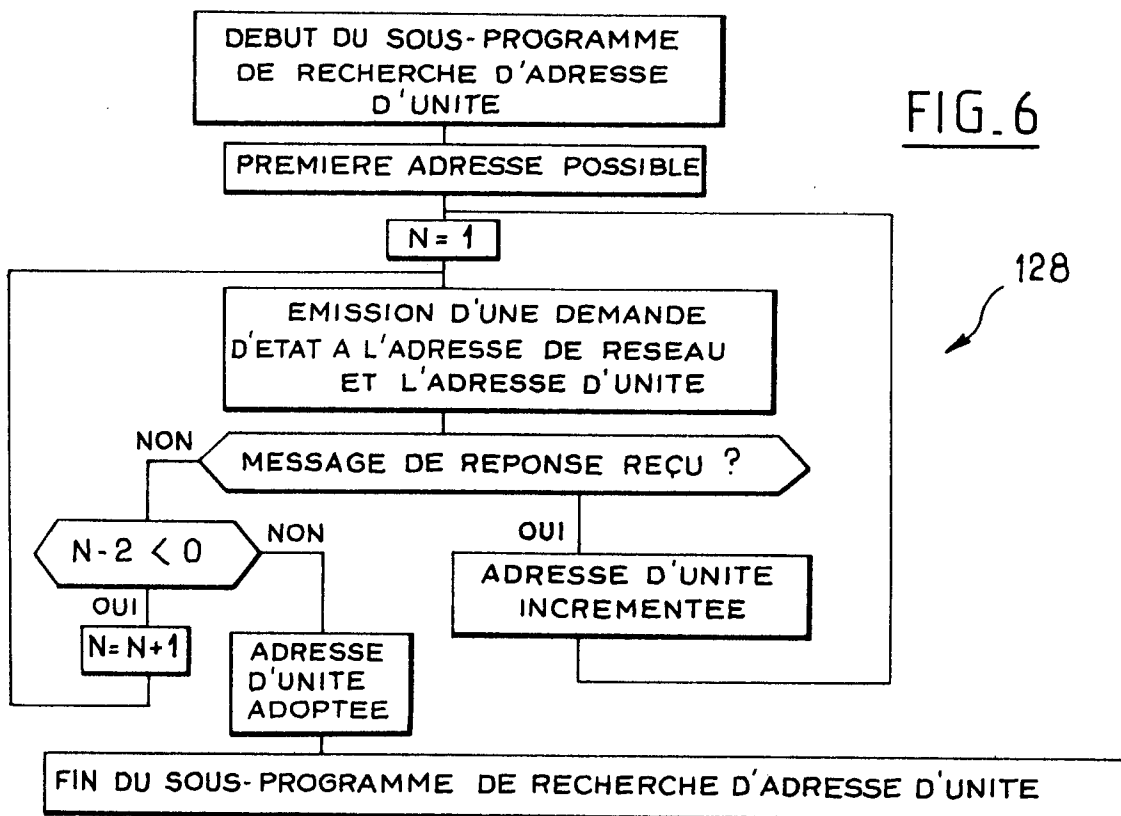 DEBUT DU SOUS-PROGRAMME
DE RECHERCHE D'ADRESSE
D'UNITE
FIG_6
PREMIERE ADRESSE POSSIBLE
N = 1
128
EMISSION D'UNE DEMANDE
D'ETAT A L'ADRESSE DE RESEAU
ET L'ADRESSE D'UNITE
NON
MESSAGE DE REPONSE REÇU ?
OUI
N-2 < 0
NON
ADRESSE D'UNITE
INCREMENTEE
OUI
N=N+1
ADRESSE
D'UNITE
ADOPTEE
FIN DU SOUS-PROGRAMME DE RECHERCHE D'ADRESSE D'UNITE